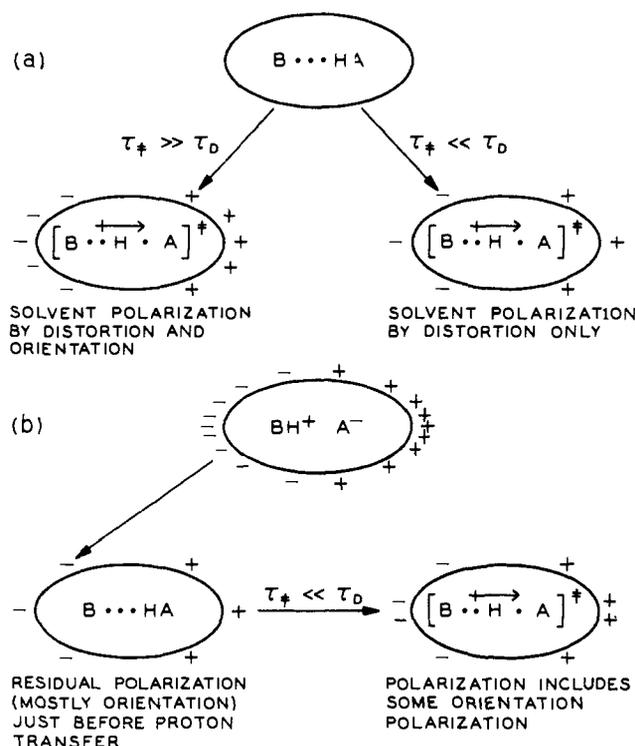 (a)
B ••• HA
τ‡ >> τD
τ‡ << τD
− − − − − − − + + + + + + +
[B •• H • A]‡
− − − + + +
[B •• H • A]‡
SOLVENT POLARIZATION
BY DISTORTION AND
ORIENTATION
SOLVENT POLARIZATION
BY DISTORTION ONLY
(b)
BH+ A−
B ••• HA
τ‡ << τD
[B •• H • A]‡
RESIDUAL POLARIZATION
(MOSTLY ORIENTATION)
JUST BEFORE PROTON
TRANSFER
POLARIZATION INCLUDES
SOME ORIENTATION
POLARIZATION